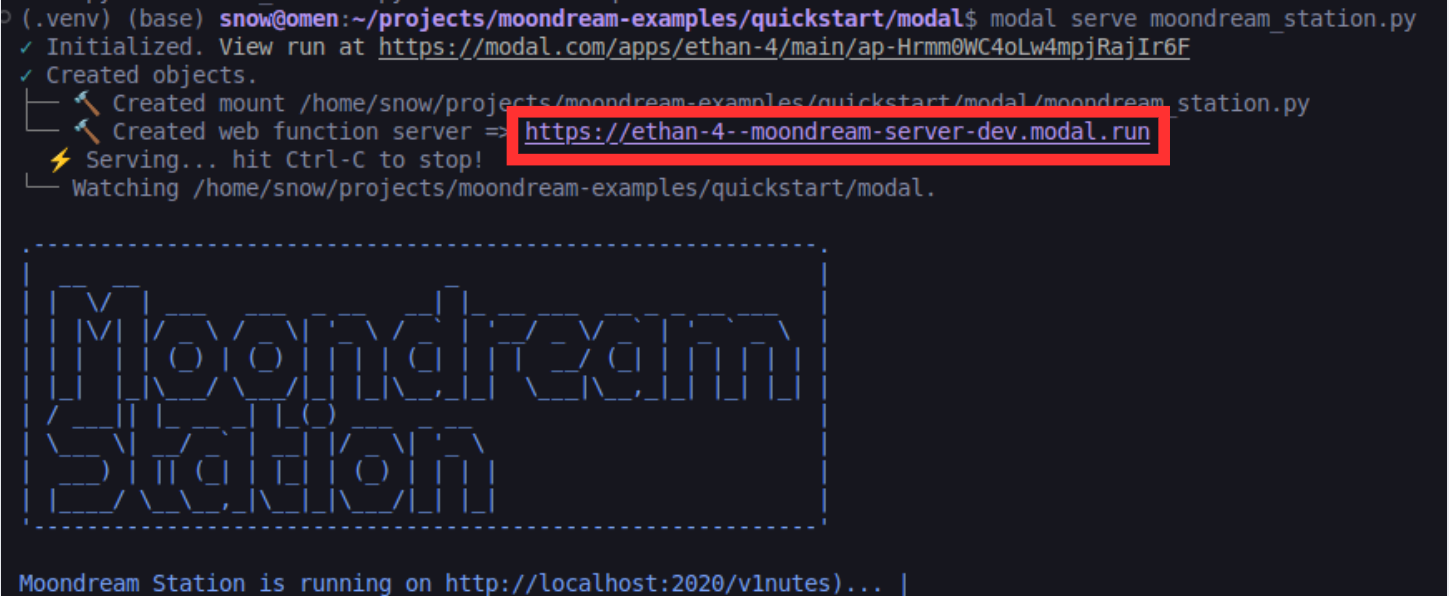 (.venv) (base) snow@omen:~/projects/moondream-examples/quickstart/modal$ modal serve moondream_station.py
✓ Initialized. View run at https://modal.com/apps/ethan-4/main/ap-Hrmm0WC4oLw4mpjRajIr6F
✓ Created objects.
├── 🔨 Created mount /home/snow/projects/moondream-examples/quickstart/modal/moondream_station.py
└── 🔨 Created web function server => https://ethan-4--moondream-server-dev.modal.run
⚡ Serving... hit Ctrl-C to stop!
└── Watching /home/snow/projects/moondream-examples/quickstart/modal.
Moondream
Station
Moondream Station is running on http://localhost:2020/v1nutes)... |